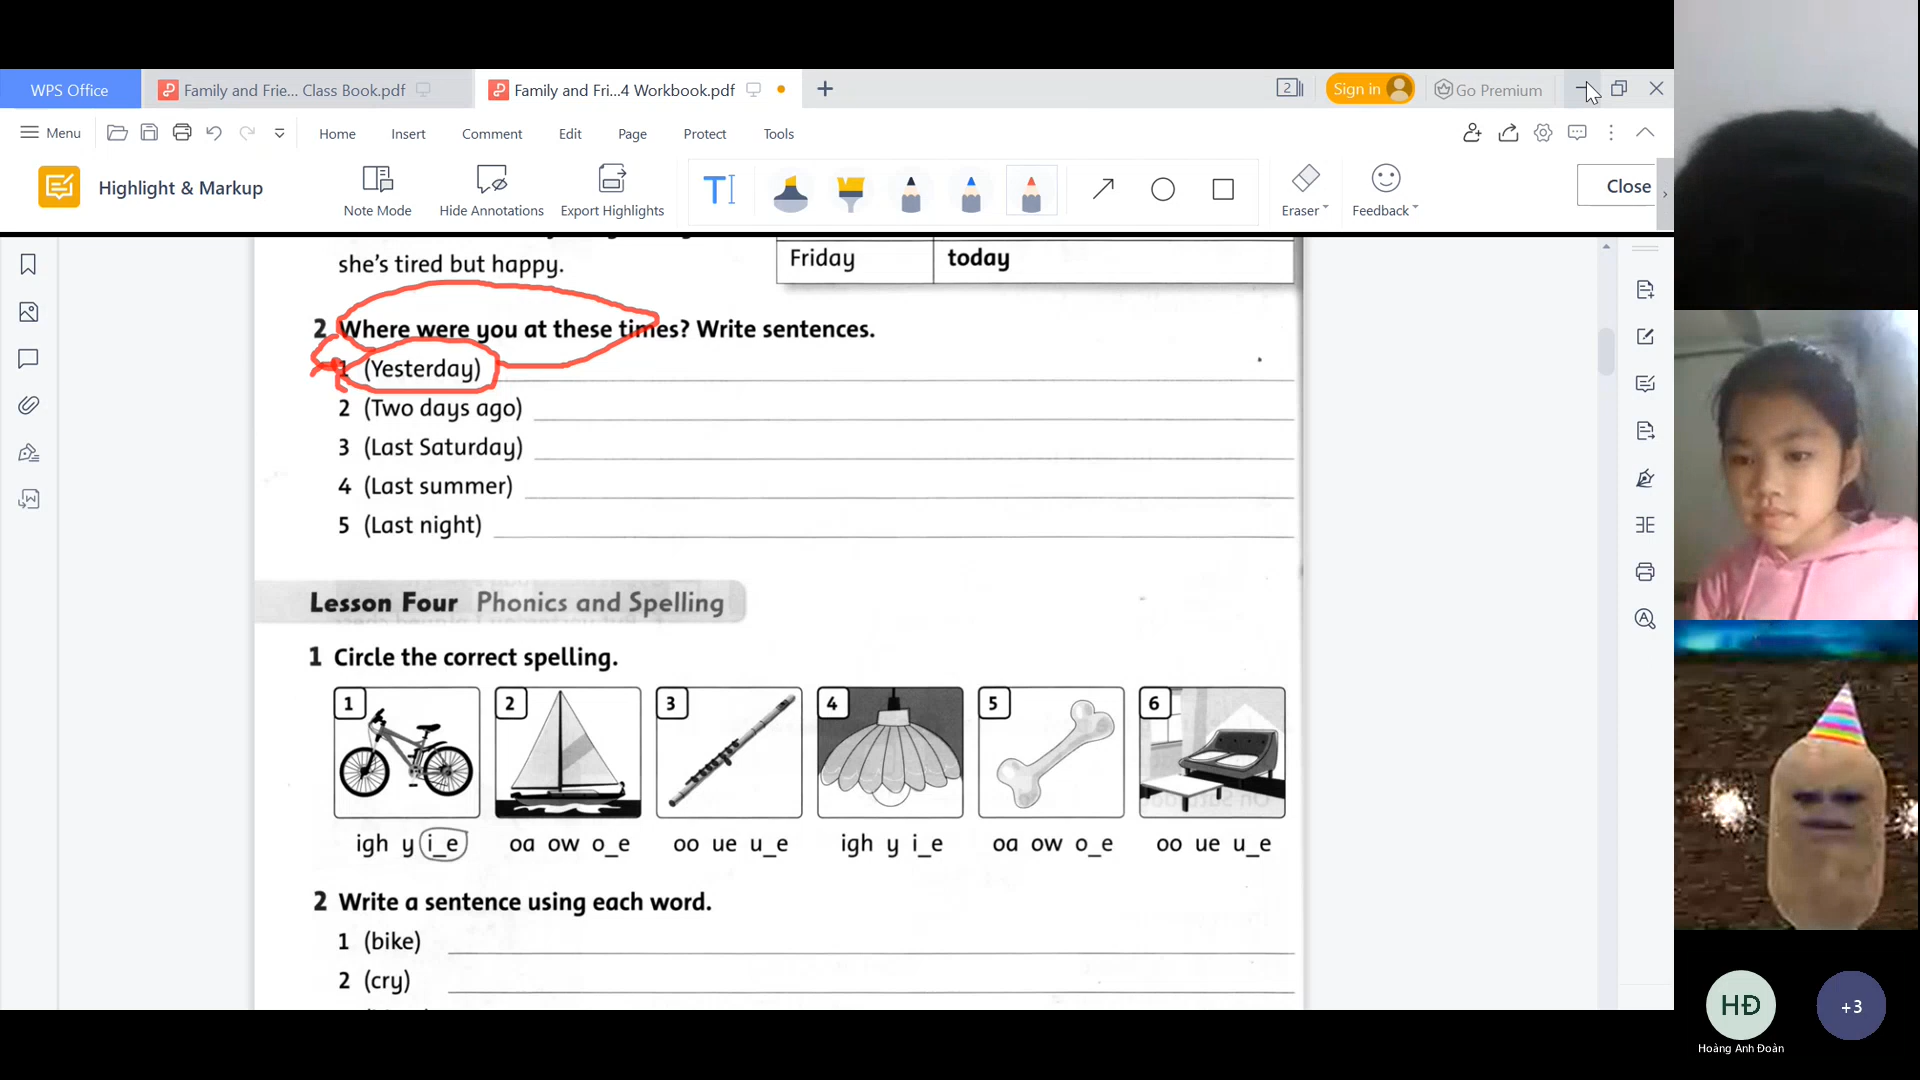 WPS Office
Family and Frie... Class Book.pdf
Family and Fri...4 Workbook.pdf
2
Sign in
Go Premium
Menu
Home
Insert
Comment
Edit
Page
Protect
Tools
Highlight & Markup
Note Mode
Hide Annotations
Export Highlights
Eraser
Feedback
Close
she's tired but happy.
Friday today
2 Where were you at these times? Write sentences.
1 (Yesterday)
2 (Two days ago)
3 (Last Saturday)
4 (Last summer)
5 (Last night)
Lesson Four Phonics and Spelling
1 Circle the correct spelling.
1 2 3 4 5 6
igh y i_e oa ow o_e oo ue u_e igh y i_e oa ow o_e oo ue u_e
2 Write a sentence using each word.
1 (bike)
2 (cry)
HĐ
Hoàng Anh Đoàn
+3